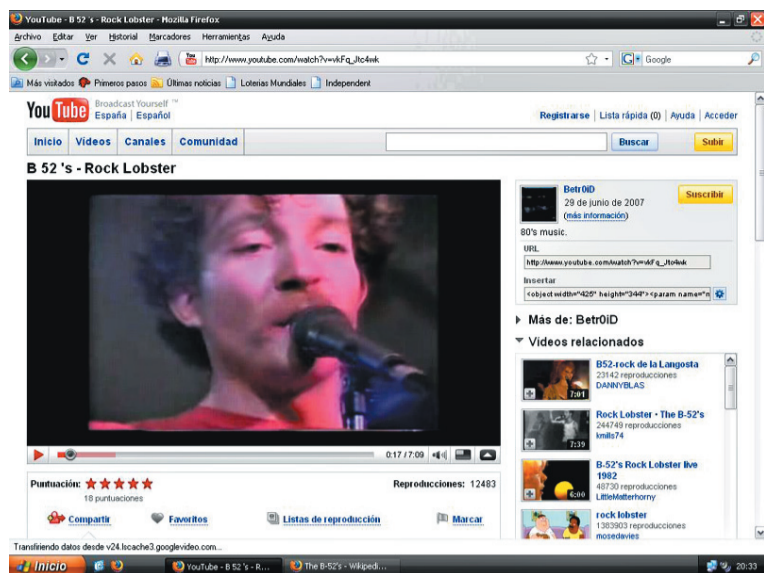 YouTube - B 52 's - Rock Lobster - Mozilla Firefox
Archivo Editar Ver Historial Marcadores Herramientas Ayuda
http://www.youtube.com/watch?v=vkFq_Jtc4wk
Google
Más visitados Primeros pasos Últimas noticias Loterias Mundiales Independent
YouTube
Broadcast Yourself ™
España | Español
Registrarse | Lista rápida (0) | Ayuda | Acceder
Inicio Vídeos Canales Comunidad
Buscar
Subir
B 52 's - Rock Lobster
Betr0iD
29 de junio de 2007
(más información)
Suscribir
80's music.
URL
http://www.youtube.com/watch?v=vkFq_Jtc4wk
Insertar
<object width="425" height="344"><param name="n
Más de: Betr0iD
Vídeos relacionados
B52-rock de la Langosta
23142 reproducciones
DANNYBLAS
7:01
Rock Lobster - The B-52's
244749 reproducciones
kmills74
7:39
B-52's Rock Lobster live
1982
48730 reproducciones
LittleMatterhorny
6:00
rock lobster
1383903 reproducciones
mosedavies
0:17 / 7:09
Puntuación:
18 puntuaciones
Reproducciones: 12483
Compartir Favoritos Listas de reproducción Marcar
Transfiriendo datos desde v24.lscache3.googlevideo.com...
Inicio
YouTube - B 52 's - R...
The B-52's - Wikipedi...
20:33